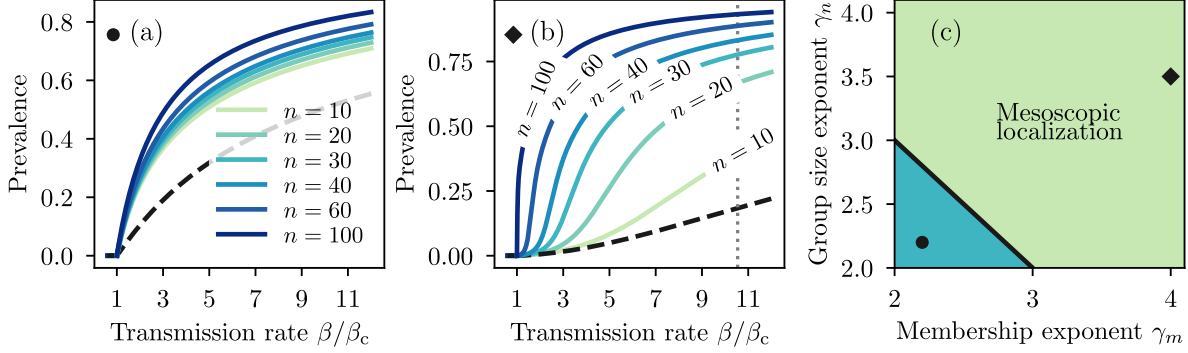 (a)
Prevalence
0.8
0.6
0.4
0.2
0.0
n = 10
n = 20
n = 30
n = 40
n = 60
n = 100
1 3 5 7 9 11
Transmission rate β/βc
(b)
Prevalence
0.75
0.50
0.25
0.00
n = 100
n = 60
n = 40
n = 30
n = 20
n = 10
1 3 5 7 9 11
Transmission rate β/βc
(c)
Group size exponent γn
4.0
3.5
3.0
2.5
2.0
Mesoscopic
localization
2 3 4
Membership exponent γm